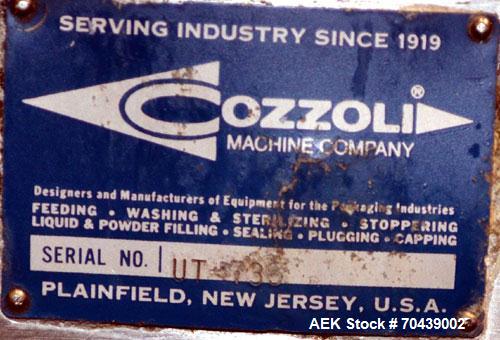 SERVING INDUSTRY SINCE 1919
COZZOLI®
MACHINE COMPANY
Designers and Manufacturers of Equipment for the Packaging Industries
FEEDING • WASHING & STERILIZING • STOPPERING
LIQUID & POWDER FILLING • SEALING • PLUGGING • CAPPING
SERIAL NO. UT
PLAINFIELD, NEW JERSEY, U.S.A.
AEK Stock # 70439002